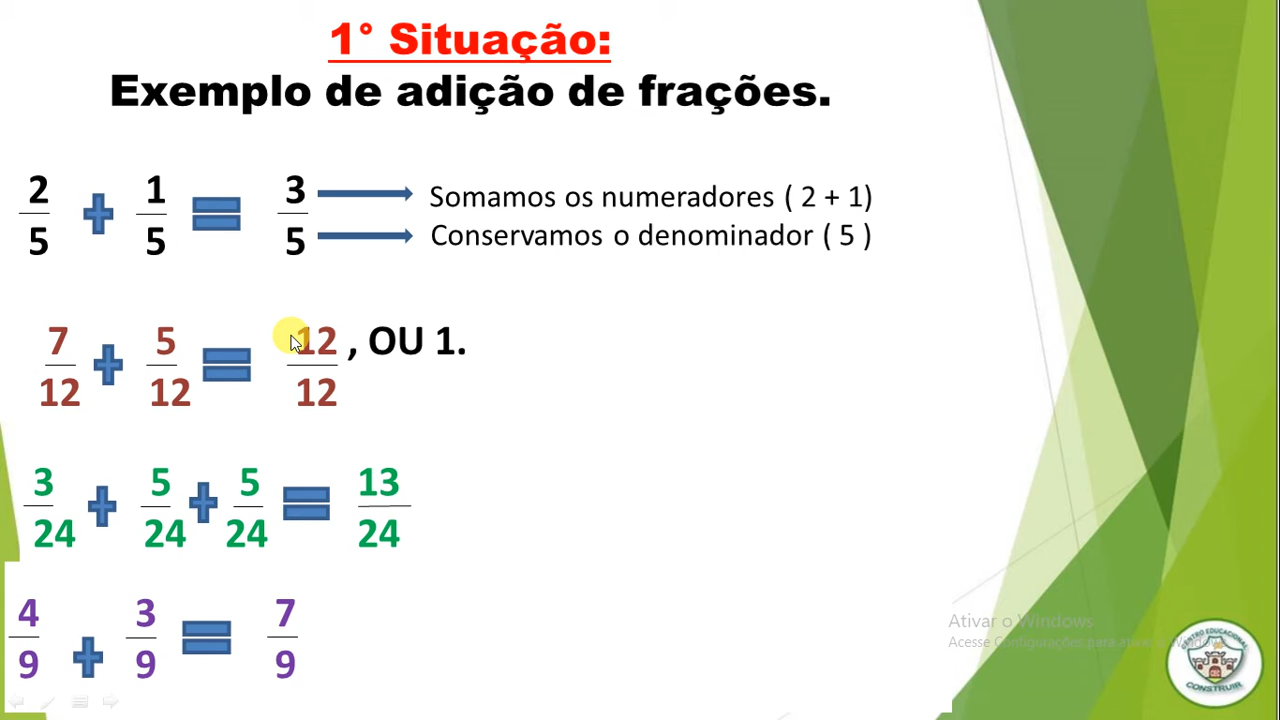 1° Situação:
Exemplo de adição de frações.
2/5 + 1/5 = 3/5
Somamos os numeradores ( 2 + 1)
Conservamos o denominador ( 5 )
7/12 + 5/12 = 12/12 , OU 1.
3/24 + 5/24 + 5/24 = 13/24
4/9 + 3/9 = 7/9
Ativar o Windows
Acesse Configurações para ativar o Windows
CENTRO EDUCACIONAL
CONSTRUIR